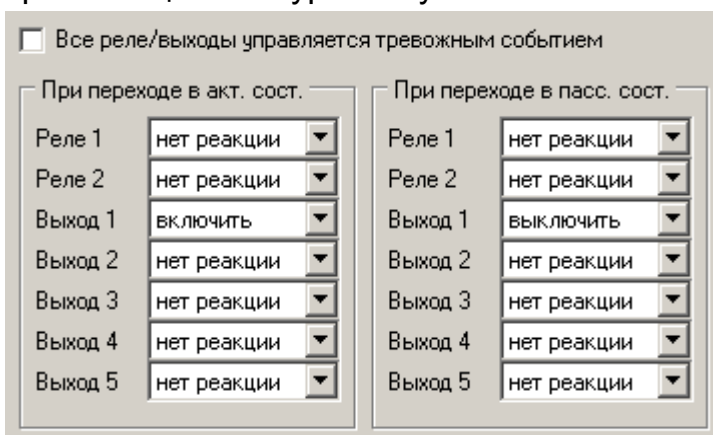 Все реле/выходы управляется тревожным событием
При переходе в акт. сост.
Реле 1 нет реакции
Реле 2 нет реакции
Выход 1 включить
Выход 2 нет реакции
Выход 3 нет реакции
Выход 4 нет реакции
Выход 5 нет реакции
При переходе в пасс. сост.
Реле 1 нет реакции
Реле 2 нет реакции
Выход 1 выключить
Выход 2 нет реакции
Выход 3 нет реакции
Выход 4 нет реакции
Выход 5 нет реакции